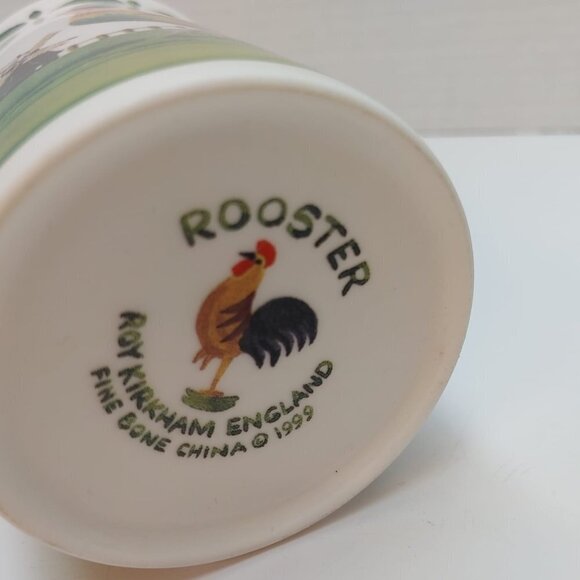 ROOSTER
ROY KIRKHAM ENGLAND
FINE BONE CHINA © 1999